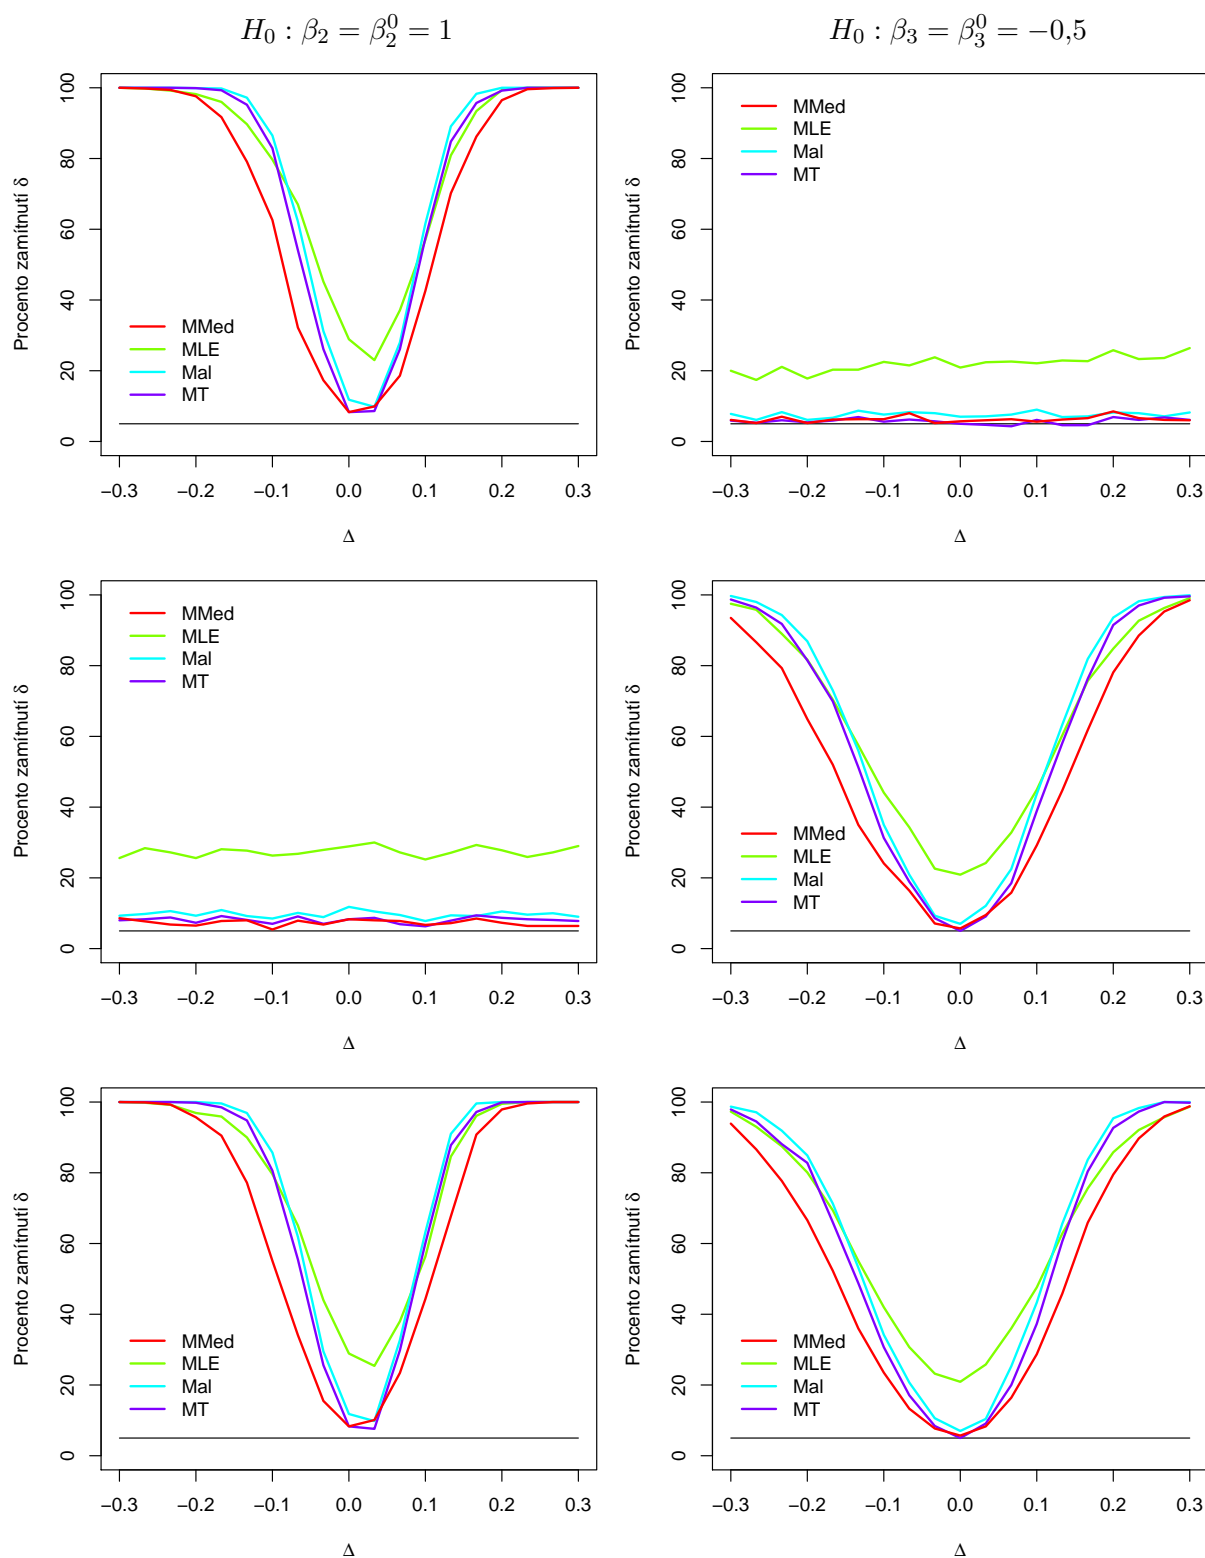 H₀ : β₂ = β₂⁰ = 1
H₀ : β₃ = β₃⁰ = −0,5
Procento zamítnutí δ
100
80
60
40
20
0
MMed
MLE
Mal
MT
−0.3 −0.2 −0.1 0.0 0.1 0.2 0.3
Δ
Procento zamítnutí δ
100
80
60
40
20
0
MMed
MLE
Mal
MT
−0.3 −0.2 −0.1 0.0 0.1 0.2 0.3
Δ
Procento zamítnutí δ
100
80
60
40
20
0
MMed
MLE
Mal
MT
−0.3 −0.2 −0.1 0.0 0.1 0.2 0.3
Δ
Procento zamítnutí δ
100
80
60
40
20
0
MMed
MLE
Mal
MT
−0.3 −0.2 −0.1 0.0 0.1 0.2 0.3
Δ
Procento zamítnutí δ
100
80
60
40
20
0
MMed
MLE
Mal
MT
−0.3 −0.2 −0.1 0.0 0.1 0.2 0.3
Δ
Procento zamítnutí δ
100
80
60
40
20
0
MMed
MLE
Mal
MT
−0.3 −0.2 −0.1 0.0 0.1 0.2 0.3
Δ